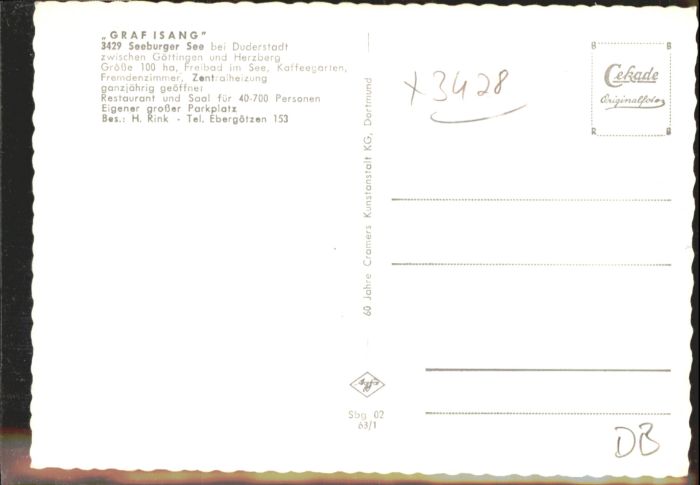 „GRAF ISANG"
3429 Seeburger See bei Duderstadt
zwischen Göttingen und Herzberg
Größe 100 ha, Freibad im See, Kaffeegarten,
Fremdenzimmer, Zentralheizung
ganzjährig geöffnet
Restaurant und Saal für 40-700 Personen
Eigener großer Parkplatz
Bes.: H. Rink - Tel. Ebergötzen 153
60 Jahre Cramers Kunstanstalt KG, Dortmund
Agfa
Sbg 02
63/1
x3428
Cekade
Originalfoto
DB